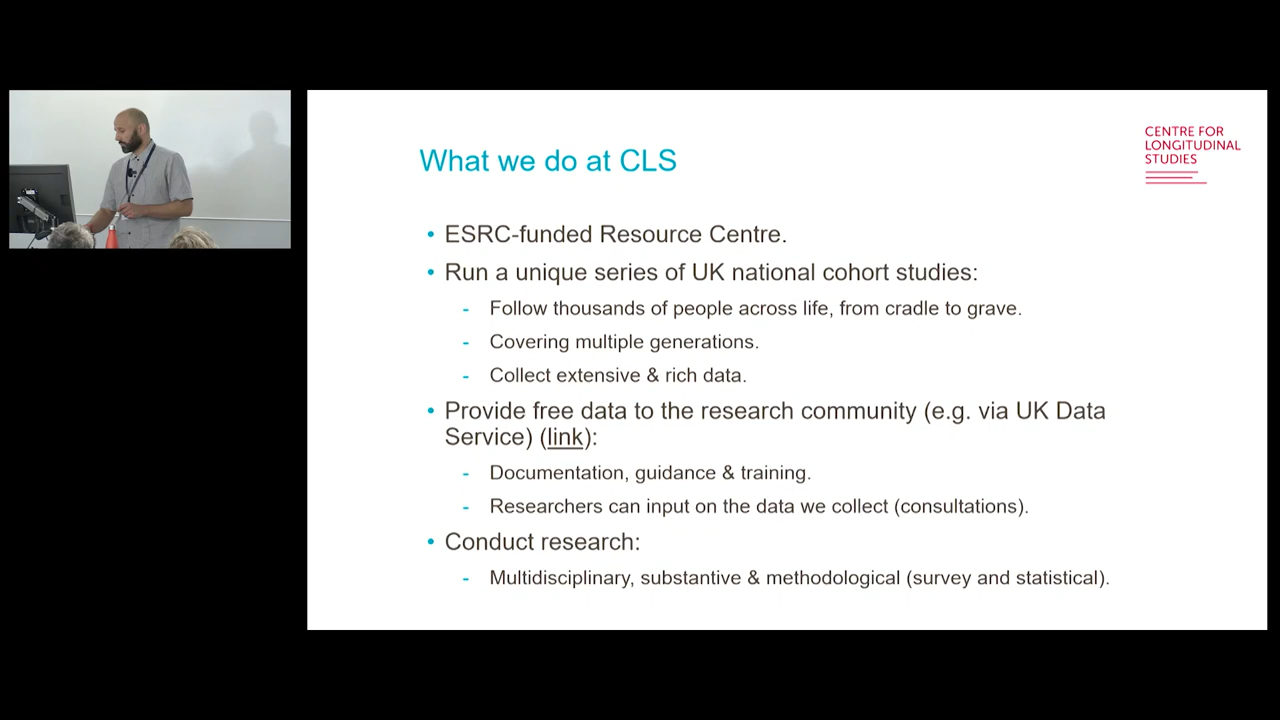 What we do at CLS
CENTRE FOR
LONGITUDINAL
STUDIES
• ESRC-funded Resource Centre.
• Run a unique series of UK national cohort studies:
- Follow thousands of people across life, from cradle to grave.
- Covering multiple generations.
- Collect extensive & rich data.
• Provide free data to the research community (e.g. via UK Data
Service) (link):
- Documentation, guidance & training.
- Researchers can input on the data we collect (consultations).
• Conduct research:
- Multidisciplinary, substantive & methodological (survey and statistical).